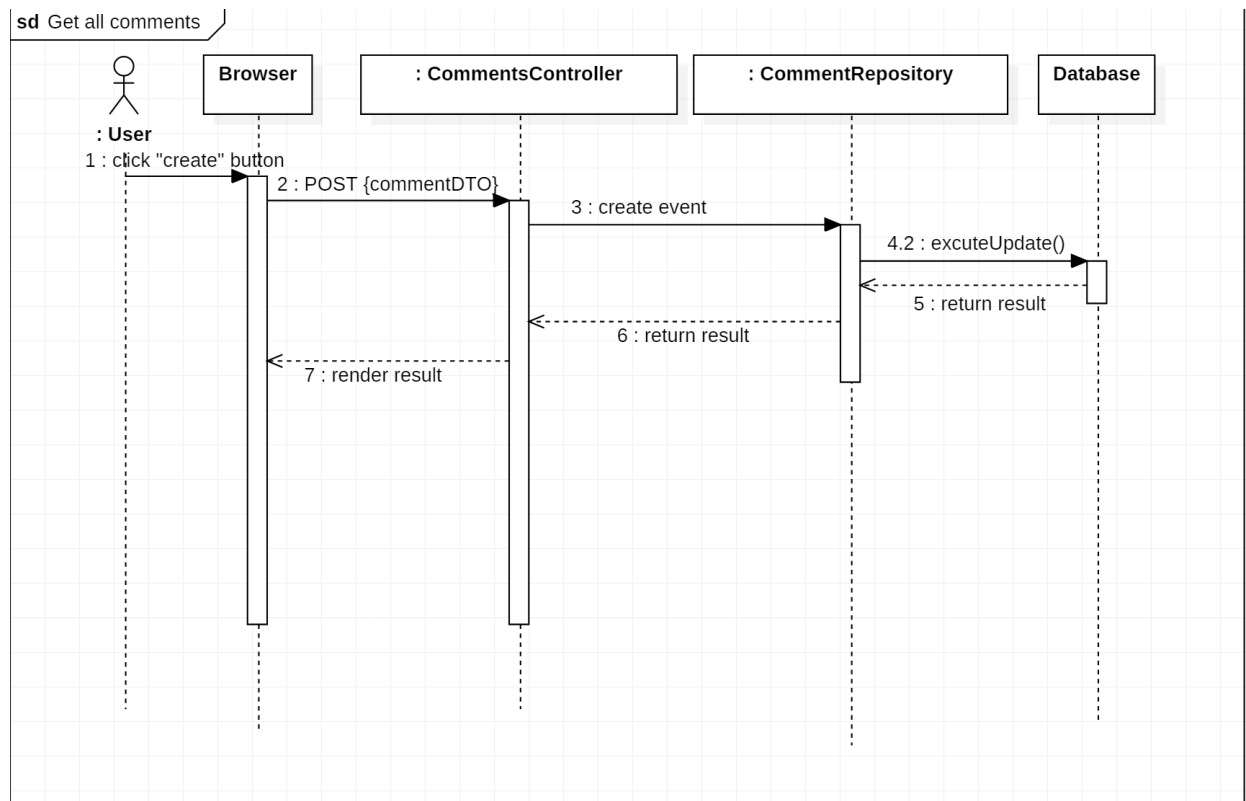 sd Get all comments
Browser
: CommentsController
: CommentRepository
Database
: User
1 : click "create" button
2 : POST {commentDTO}
3 : create event
4.2 : excuteUpdate()
5 : return result
6 : return result
7 : render result